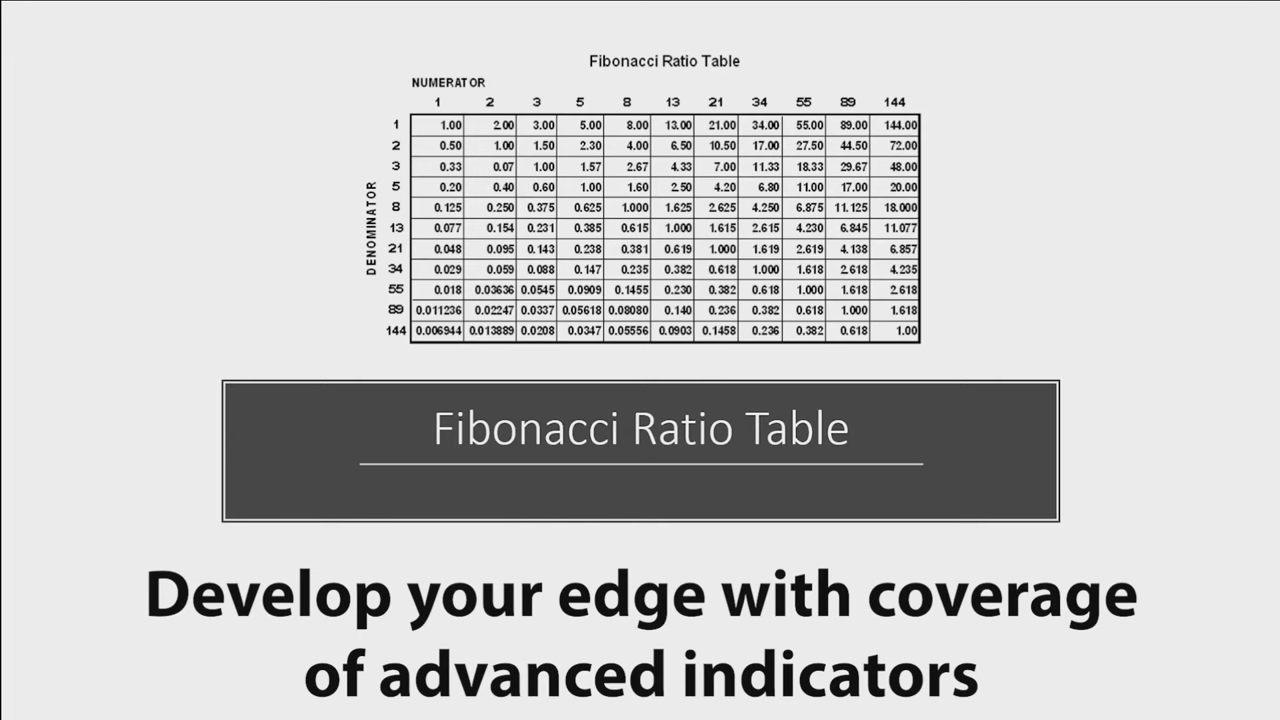 Fibonacci Ratio Table
NUMERATOR
1 2 3 5 8 13 21 34 55 89 144
DENOMINATOR
1 1.00 2.00 3.00 5.00 8.00 13.00 21.00 34.00 55.00 89.00 144.00
2 0.50 1.00 1.50 2.30 4.00 6.50 10.50 17.00 27.50 44.50 72.00
3 0.33 0.07 1.00 1.57 2.67 4.33 7.00 11.33 18.33 29.67 48.00
5 0.20 0.40 0.60 1.00 1.60 2.50 4.20 6.80 11.00 17.00 20.00
8 0.125 0.250 0.375 0.625 1.000 1.625 2.625 4.250 6.875 11.125 18.000
13 0.077 0.154 0.231 0.385 0.615 1.000 1.615 2.615 4.230 6.845 11.077
21 0.048 0.095 0.143 0.238 0.381 0.619 1.000 1.619 2.619 4.138 6.857
34 0.029 0.059 0.088 0.147 0.235 0.382 0.618 1.000 1.618 2.618 4.235
55 0.018 0.03636 0.0545 0.0909 0.1455 0.230 0.382 0.618 1.000 1.618 2.618
89 0.011236 0.02247 0.0337 0.05618 0.08080 0.140 0.236 0.382 0.618 1.000 1.618
144 0.006944 0.013889 0.0208 0.0347 0.05556 0.0903 0.1458 0.236 0.382 0.618 1.00
Fibonacci Ratio Table
Develop your edge with coverage
of advanced indicators